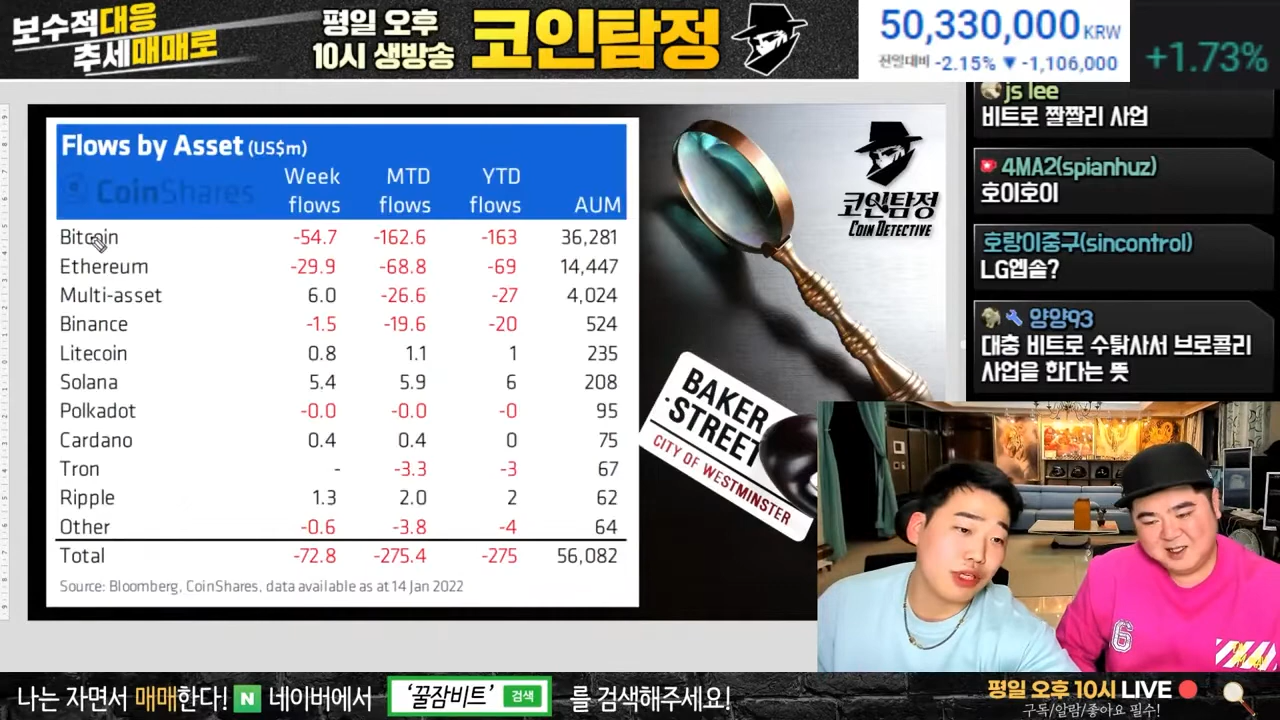 보수적대응
추세매매로
평일 오후
10시 생방송
코인탐정
50,330,000 KRW
전일대비 -2.15% ▼ -1,106,000
+1.73%
Flows by Asset (US$m)
CoinShares
Week flows MTD flows YTD flows AUM
Bitcoin -54.7 -162.6 -163 36,281
Ethereum -29.9 -68.8 -69 14,447
Multi-asset 6.0 -26.6 -27 4,024
Binance -1.5 -19.6 -20 524
Litecoin 0.8 1.1 1 235
Solana 5.4 5.9 6 208
Polkadot -0.0 -0.0 -0 95
Cardano 0.4 0.4 0 75
Tron - -3.3 -3 67
Ripple 1.3 2.0 2 62
Other -0.6 -3.8 -4 64
Total -72.8 -275.4 -275 56,082
Source: Bloomberg, CoinShares, data available as at 14 Jan 2022
코인탐정
COIN DETECTIVE
BAKER
STREET
CITY OF WESTMINSTER
js lee
비트로 짤짤리 사업
4MA2(spianhuz)
호이호이
호랑이중구(sincontrol)
LG엡솔?
양양93
대충 비트로 수탉사서 브로콜리
사업을 한다는 뜻
6
나는 자면서 매매한다! N 네이버에서 '꿀잠비트' 검색 를 검색해주세요!
평일 오후 10시 LIVE
구독/알람/좋아요 필수!